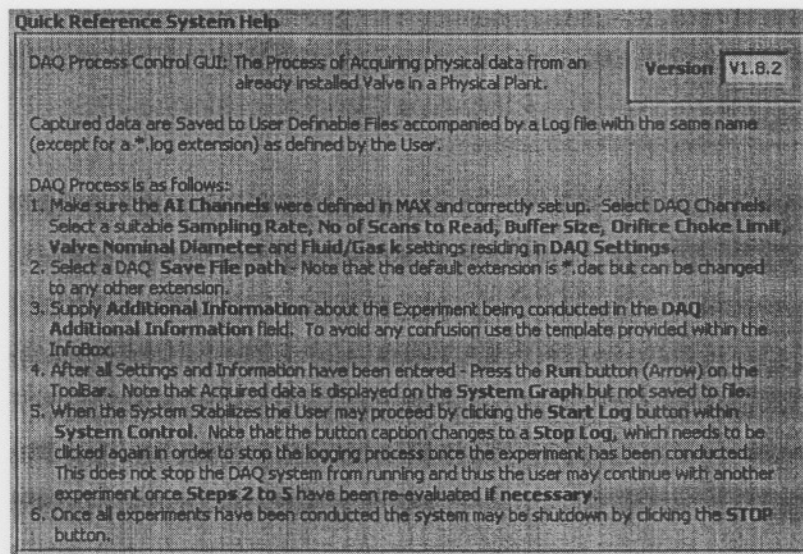 Quick Reference System Help
DAQ Process Control GUI: The Process of Acquiring physical data from an
already installed Valve in a Physical Plant.
Version V1.8.2
Captured data are Saved to User Definable Files accompanied by a Log file with the same name
(except for a *.log extension) as defined by the User.
DAQ Process is as follows:
1. Make sure the AI Channels were defined in MAX and correctly set up. Select DAQ Channels.
Select a suitable Sampling Rate, No of Scans to Read, Buffer Size, Orifice Choke Limit,
Valve Nominal Diameter and Fluid/Gas k settings residing in DAQ Settings.
2. Select a DAQ Save File path - Note that the default extension is *.dac but can be changed
to any other extension.
3. Supply Additional Information about the Experiment being conducted in the DAQ
Additional Information field. To avoid any confusion use the template provided within the
InfoBox.
4. After all Settings and Information have been entered - Press the Run button (Arrow) on the
ToolBar. Note that Acquired data is displayed on the System Graph but not saved to file.
5. When the System Stabilizes the User may proceed by clicking the Start Log button within
System Control. Note that the button caption changes to a Stop Log, which needs to be
clicked again in order to stop the logging process once the experiment has been conducted.
This does not stop the DAQ system from running and thus the user may continue with another
experiment once Steps 2 to 5 have been re-evaluated if necessary.
6. Once all experiments have been conducted the system may be shutdown by clicking the STOP
button.